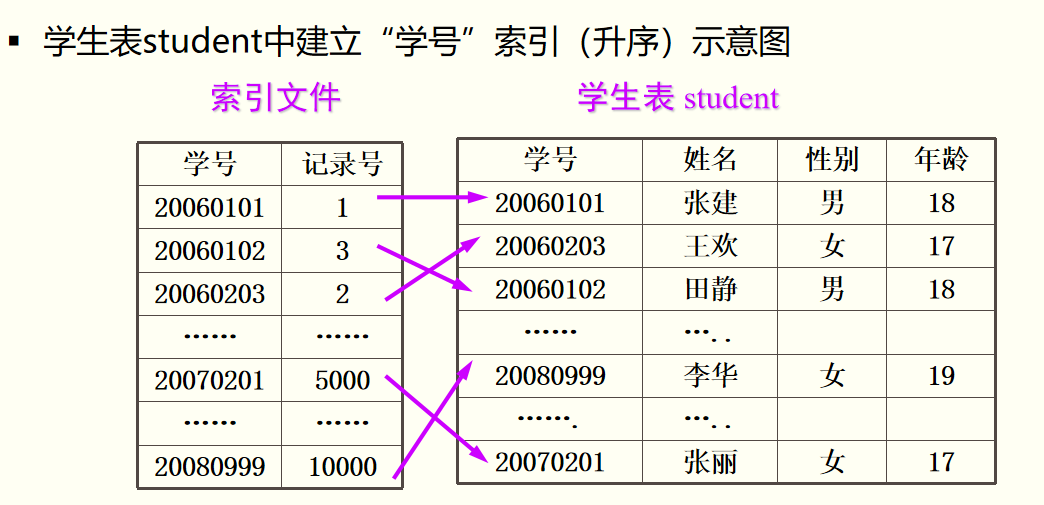 ▪ 学生表student中建立“学号”索引（升序）示意图
索引文件 学生表 student
学号 记录号
20060101 1
20060102 3
20060203 2
…… ……
20070201 5000
…… ……
20080999 10000
学号 姓名 性别 年龄
20060101 张建 男 18
20060203 王欢 女 17
20060102 田静 男 18
…… …..
20080999 李华 女 19
……. …..
20070201 张丽 女 17